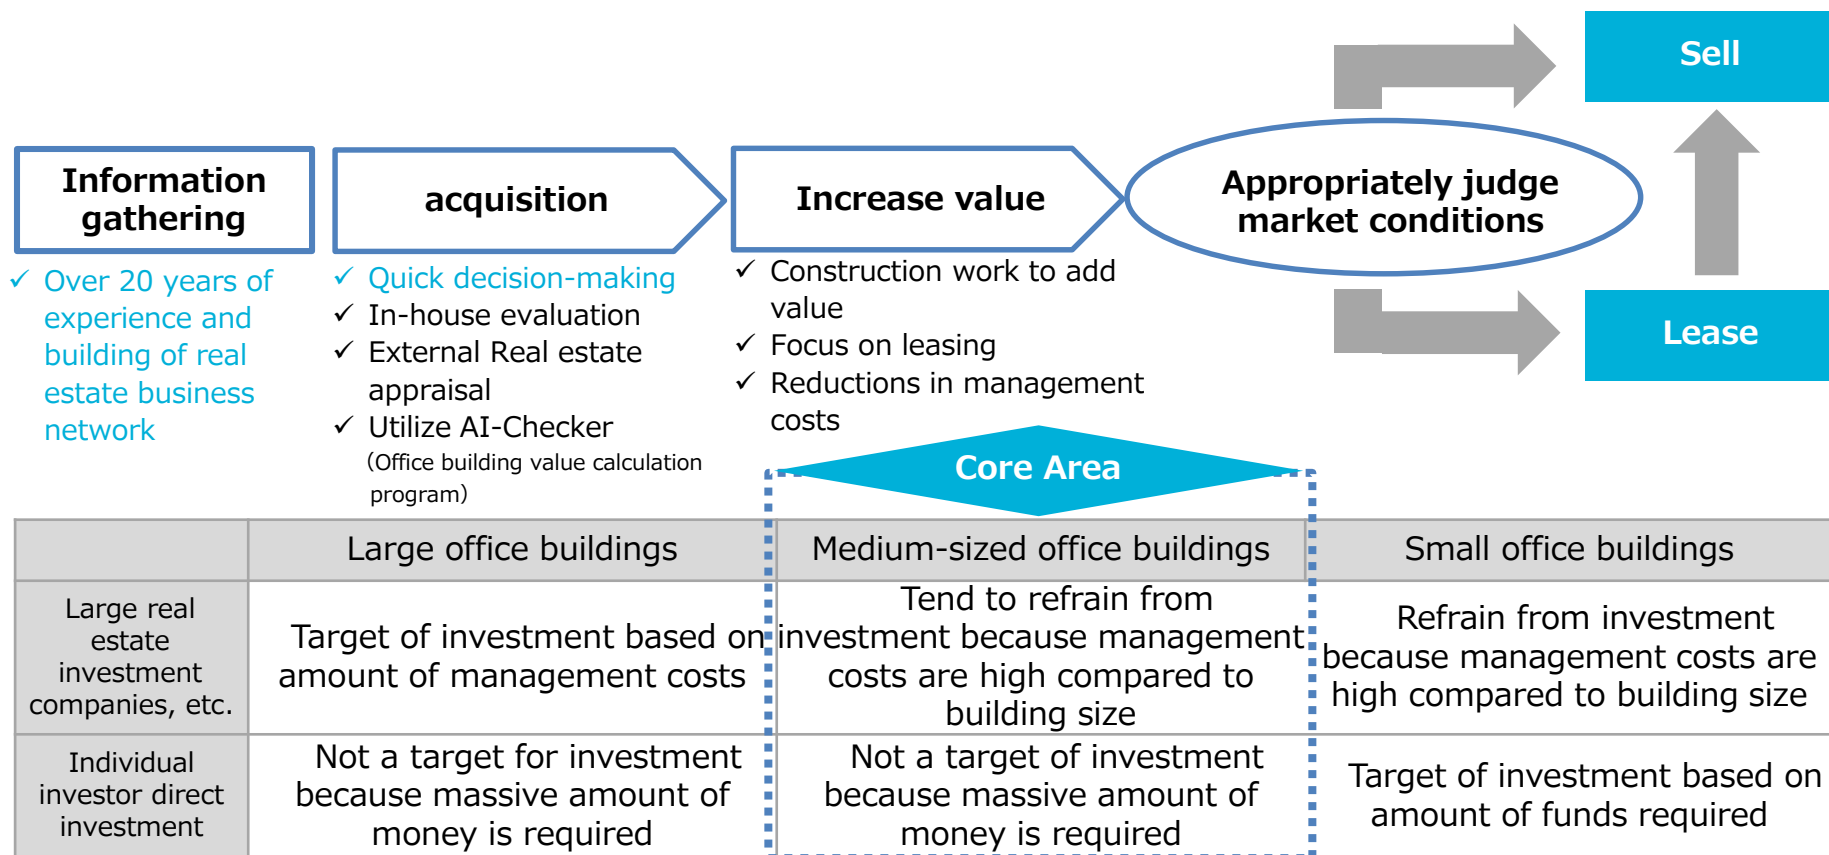 Sell
Information
gathering
acquisition
Increase value
Appropriately judge
market conditions
Lease
✓ Over 20 years of
experience and
building of real
estate business
network
✓ Quick decision-making
✓ In-house evaluation
✓ External Real estate
appraisal
✓ Utilize AI-Checker
(Office building value calculation
program)
✓ Construction work to add
value
✓ Focus on leasing
✓ Reductions in management
costs
Core Area
Large office buildings
Medium-sized office buildings
Small office buildings
Large real
estate
investment
companies, etc.
Target of investment based on
amount of management costs
Tend to refrain from
investment because management
costs are high compared to
building size
Refrain from investment
because management costs are
high compared to building size
Individual
investor direct
investment
Not a target for investment
because massive amount of
money is required
Not a target of investment
because massive amount of
money is required
Target of investment based on
amount of funds required